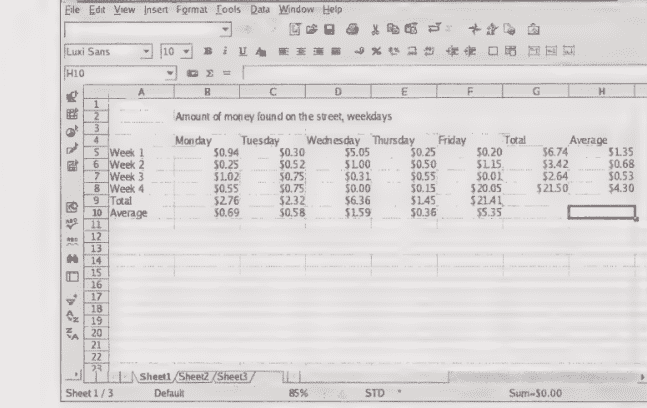 File Edit View Insert Format Tools Data Window Help
Luxi Sans 10 B i U A
H10 Σ =
A B C D E F G H
1
2 Amount of money found on the street, weekdays
3
4 Monday Tuesday Wednesday Thursday Friday Total Average
5 Week 1 $0.94 $0.30 $5.05 $0.25 $0.20 $6.74 $1.35
6 Week 2 $0.25 $0.52 $1.00 $0.50 $1.15 $3.42 $0.68
7 Week 3 $1.02 $0.75 $0.31 $0.55 $0.01 $2.64 $0.53
8 Week 4 $0.55 $0.75 $0.00 $0.15 $20.05 $21.50 $4.30
9 Total $2.76 $2.32 $6.36 $1.45 $21.41
10 Average $0.69 $0.58 $1.59 $0.36 $5.35
11
12
13
14
15
16
17
18
19
20
21
22
23
Sheet1 Sheet2 Sheet3
Sheet 1 / 3 Default 85% STD * Sum=$0.00